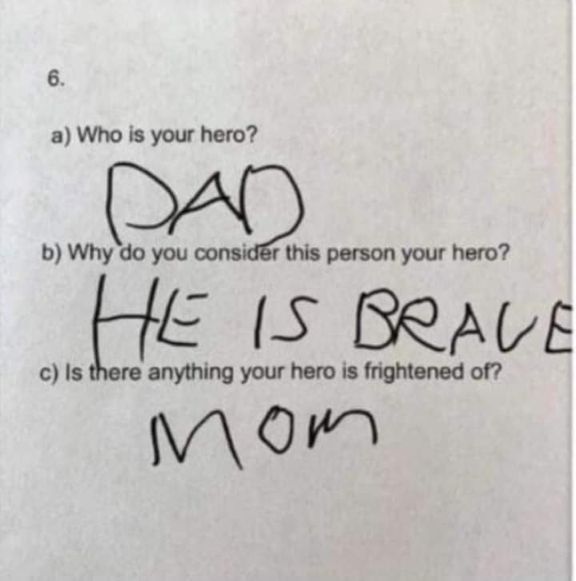 6.
a) Who is your hero?
DAD
b) Why do you consider this person your hero?
HE IS BRAVE
c) Is there anything your hero is frightened of?
MOM